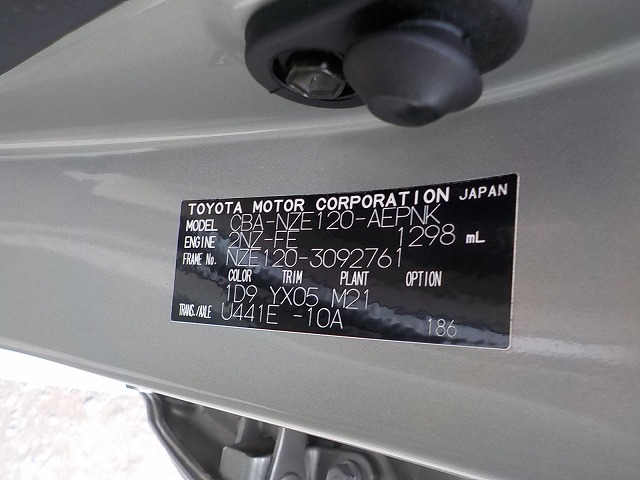 TOYOTA MOTOR CORPORATION JAPAN
MODEL CBA-NZE120-AEPNK
ENGINE 2NZ-FE 1298 mL
FRAME No. NZE120-3092761
COLOR TRIM PLANT OPTION
1D9 YX05 M21
TRANS./AXLE U441E -10A 186